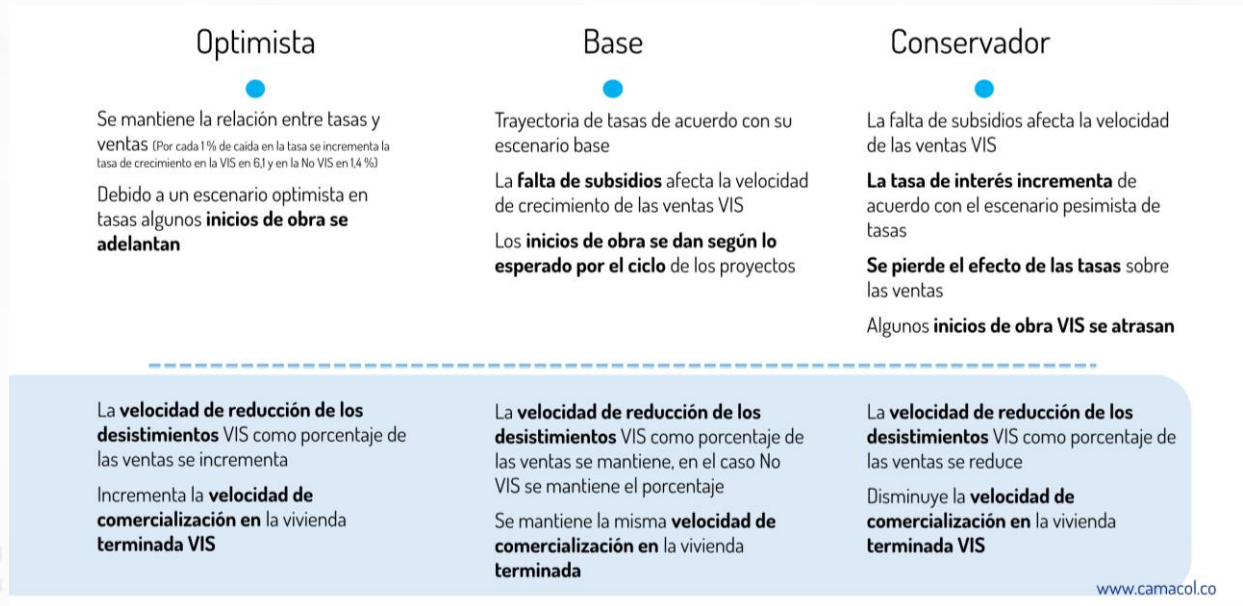 Optimista
Se mantiene la relación entre tasas y
ventas (Por cada 1 % de caida en la tasa se incrementa la
tasa de crecimiento en la VIS en 6,1 y en la No VIS en 1,4 %)
Debido a un escenario optimista en
tasas algunos inicios de obra se
adelantan
Base
Trayectoria de tasas de acuerdo con su
escenario base
La falta de subsidios afecta la velocidad
de crecimiento de las ventas VIS
Los inicios de obra se dan según lo
esperado por el ciclo de los proyectos
Conservador
La falta de subsidios afecta la velocidad
de las ventas VIS
La tasa de interés incrementa de
acuerdo con el escenario pesimista de
tasas
Se pierde el efecto de las tasas sobre
las ventas
Algunos inicios de obra VIS se atrasan
La velocidad de reducción de los
desistimientos VIS como porcentaje de
las ventas se incrementa
Incrementa la velocidad de
comercialización en la vivienda
terminada VIS
La velocidad de reducción de los
desistimientos VIS como porcentaje de
las ventas se mantiene, en el caso No
VIS se mantiene el porcentaje
Se mantiene la misma velocidad de
comercialización en la vivienda
terminada
La velocidad de reducción de los
desistimientos VIS como porcentaje de
las ventas se reduce
Disminuye la velocidad de
comercialización en la vivienda
terminada VIS
www.camacol.co